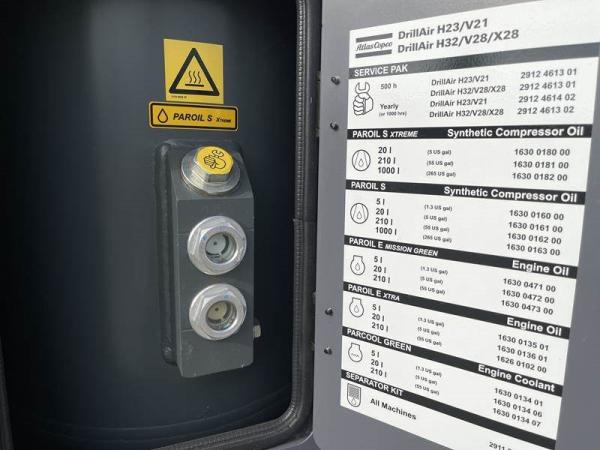 PAROIL S XTREME
Atlas Copco
DrillAir H23/V21
DrillAir H32/V28/X28
SERVICE PAK
500 h DrillAir H23/V21 2912 4613 01
DrillAir H32/V28/X28 2912 4513 01
Yearly DrillAir H23/V21 2912 4614 02
(or 1000 hrs) DrillAir H32/V28/X28 2912 4613 02
PAROIL S XTREME Synthetic Compressor Oil
20 l (5 US gal) 1630 0180 00
210 l (55 US gal) 1630 0181 00
1000 l (265 US gal) 1630 0182 00
PAROIL S Synthetic Compressor Oil
5 l (1.3 US gal) 1630 0160 00
20 l (5 US gal) 1630 0161 00
210 l (55 US gal) 1630 0162 00
1000 l (265 US gal) 1630 0163 00
PAROIL E MISSION GREEN Engine Oil
5 l (1.3 US gal) 1630 0471 00
20 l (5 US gal) 1630 0472 00
210 l (55 US gal) 1630 0473 00
PAROIL E XTRA Engine Oil
5 l (1.3 US gal) 1630 0135 01
20 l (5 US gal) 1630 0136 01
210 l (55 US gal) 1626 0102 00
PARCOOL GREEN Engine Coolant
5 l (1.3 US gal) 1630 0134 01
20 l (5 US gal) 1630 0134 06
210 l (55 US gal) 1630 0134 07
SEPARATOR KIT
All Machines 2911